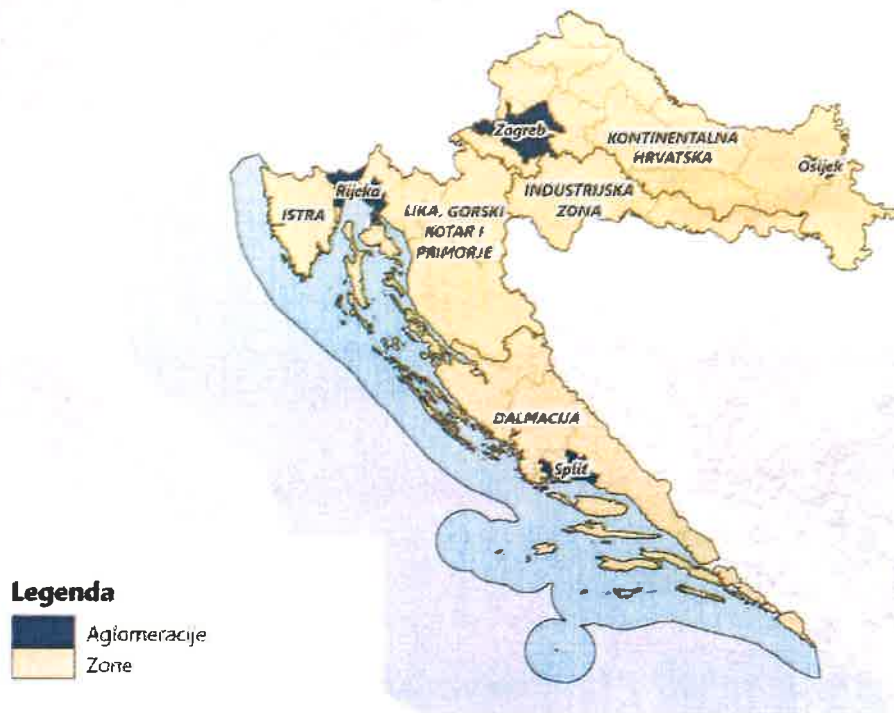 Zagreb
KONTINENTALNA
HRVATSKA
Osijek
Rijeka
ISTRA
LIKA, GORSKI
KOTAR I
PRIMORJE
INDUSTRIJSKA
ZONA
DALMACIJA
Split
Legenda
Aglomeracije
Zone